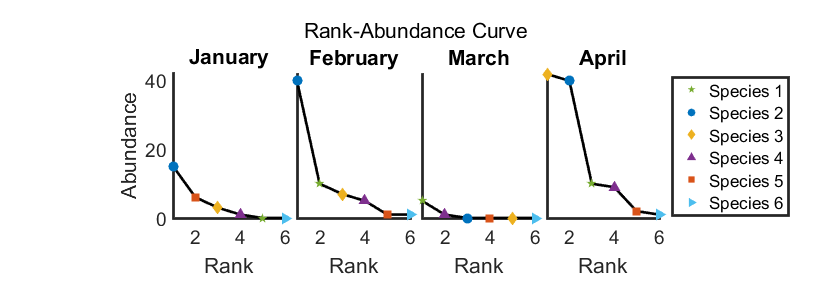 Rank-Abundance Curve
January February March April
Abundance
40
20
0
2 4 6 2 4 6 2 4 6 2 4 6
Rank Rank Rank Rank
Species 1
Species 2
Species 3
Species 4
Species 5
Species 6